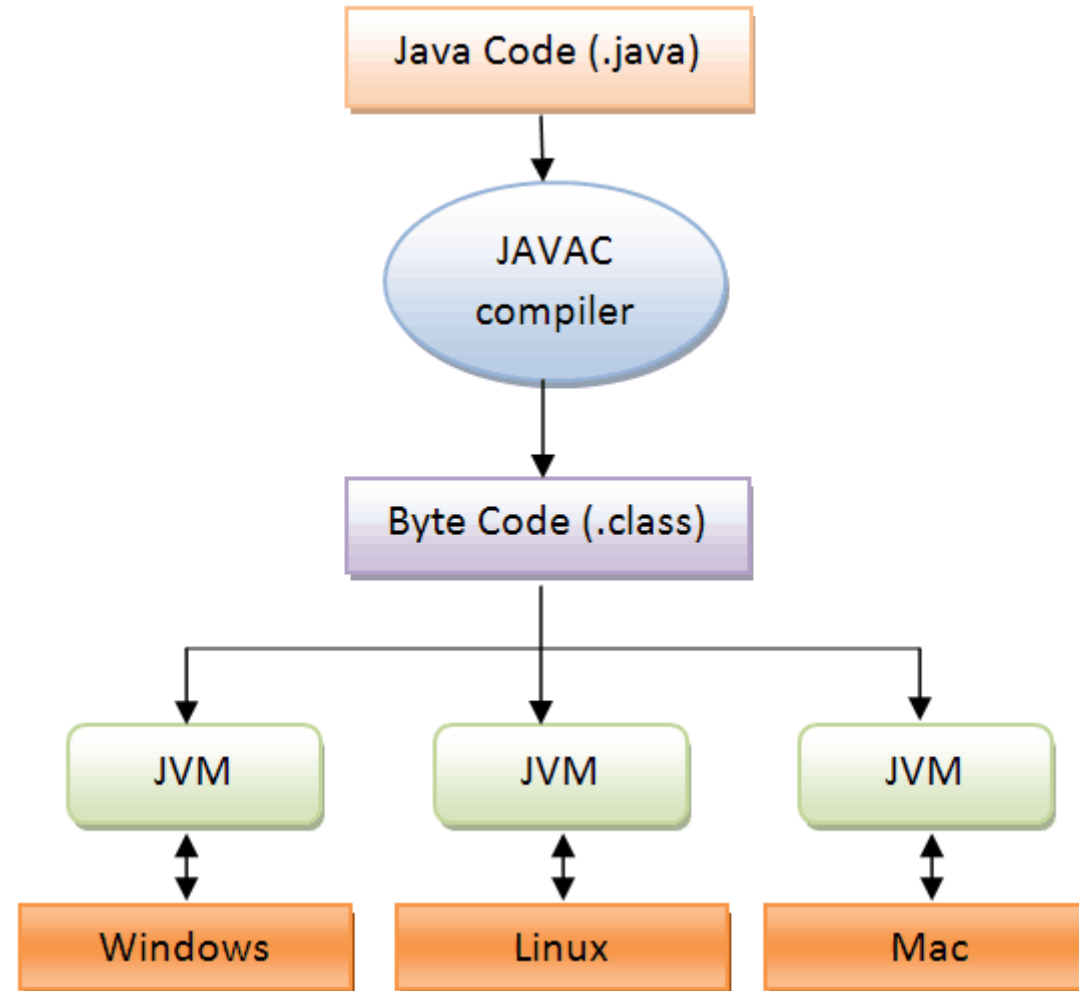 Java Code (.java)
JAVAC
compiler
Byte Code (.class)
JVM
JVM
JVM
Windows
Linux
Mac